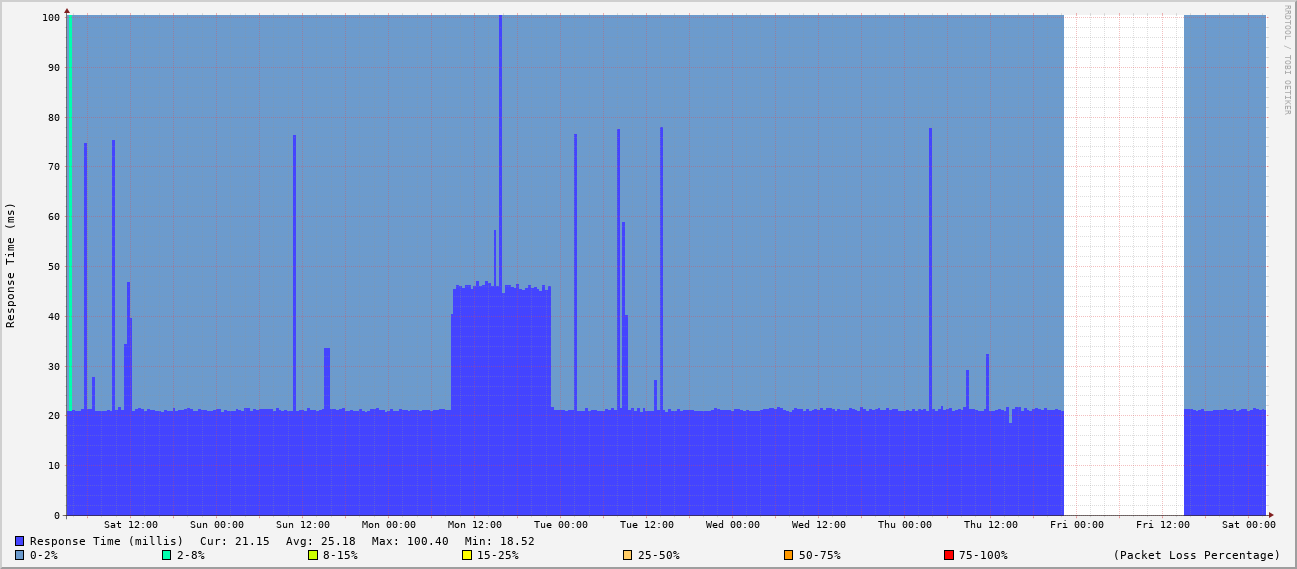 100
90
80
70
60
50
40
30
20
10
0
Response Time (ms)
RRDTOOL / TOBI OETIKER
Sat 12:00 Sun 00:00 Sun 12:00 Mon 00:00 Mon 12:00 Tue 00:00 Tue 12:00 Wed 00:00 Wed 12:00 Thu 00:00 Thu 12:00 Fri 00:00 Fri 12:00 Sat 00:00
Response Time (millis) Cur: 21.15 Avg: 25.18 Max: 100.40 Min: 18.52
0-2% 2-8% 8-15% 15-25% 25-50% 50-75% 75-100% (Packet Loss Percentage)